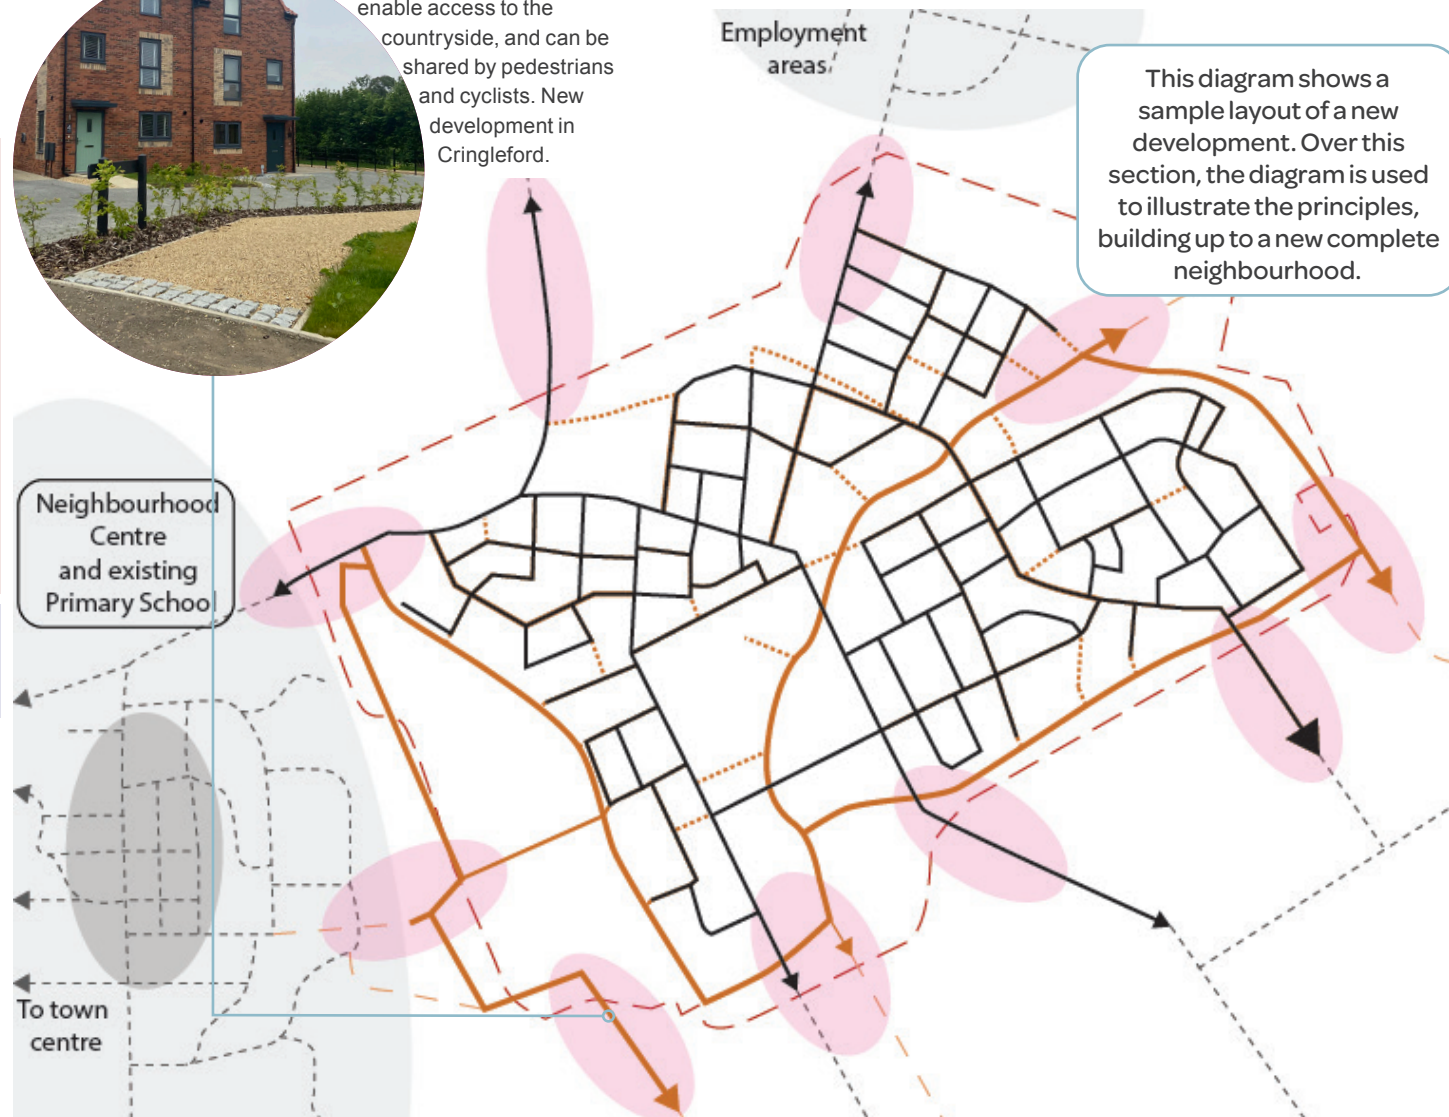 enable access to the
countryside, and can be
shared by pedestrians
and cyclists. New
development in
Cringleford.
Employment
areas
This diagram shows a
sample layout of a new
development. Over this
section, the diagram is used
to illustrate the principles,
building up to a new complete
neighbourhood.
Neighbourhood
Centre
and existing
Primary School
To town
centre